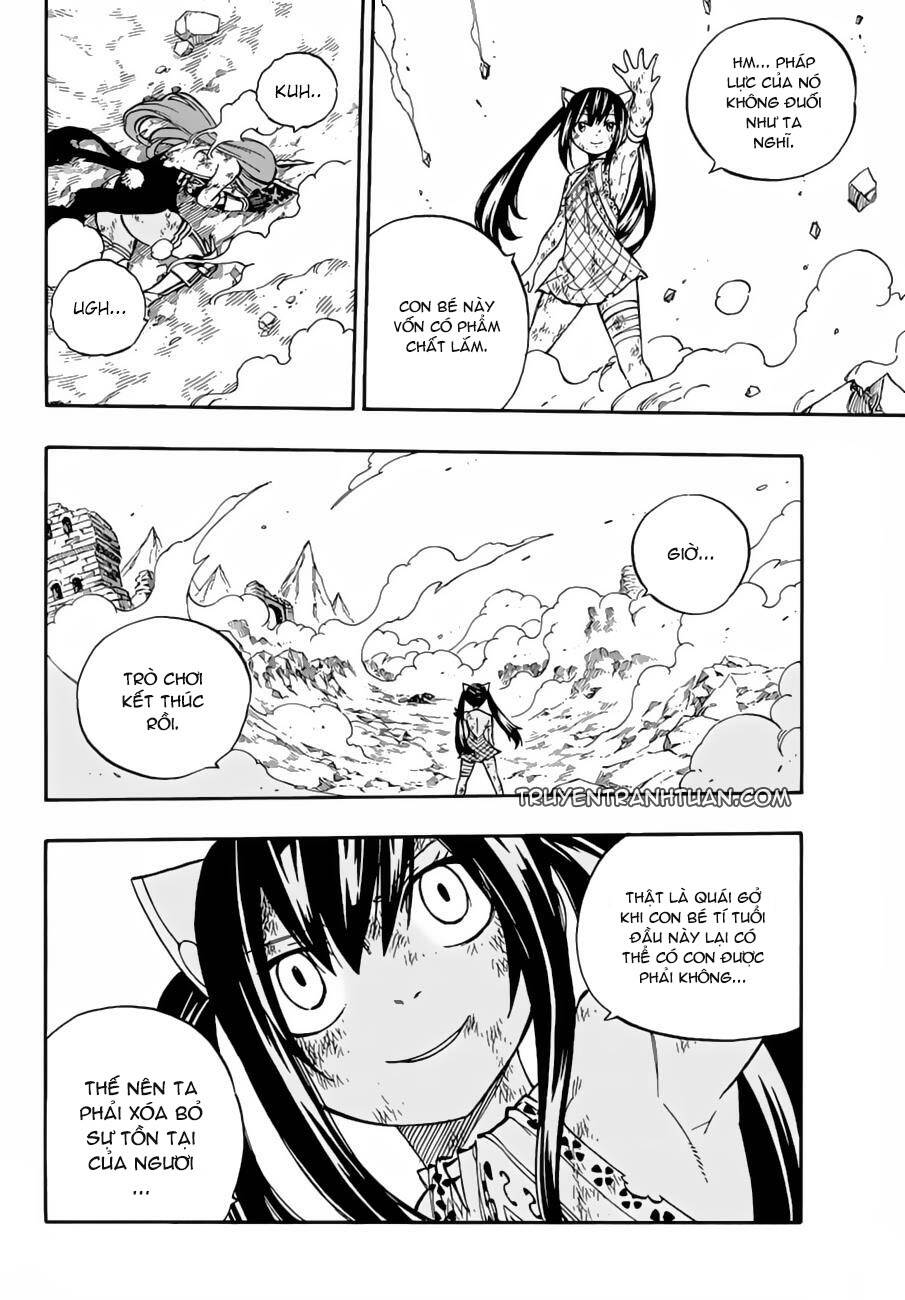 KUH..
UGH...
HM... PHÁP
LỰC CỦA NÓ
KHÔNG ĐUỐI
NHƯ TA
NGHĨ.
CON BÉ NÀY
VỐN CÓ PHẨM
CHẤT LẮM.
GIỜ...
TRÒ CHƠI
KẾT THÚC
RỒI.
TRUYENTRANHTUAN.COM
THẬT LÀ QUÁI GỞ
KHI CON BÉ TÍ TUỔI
ĐẦU NÀY LẠI CÓ
THỂ CÓ CON ĐƯỢC
PHẢI KHÔNG...
THẾ NÊN TA
PHẢI XÓA BỎ
SỰ TỒN TẠI
CỦA NGƯƠI
...